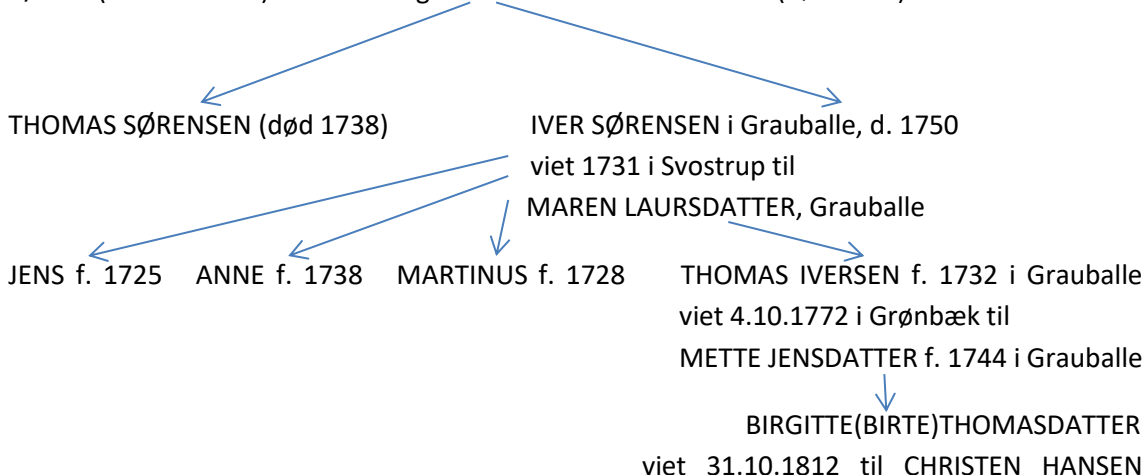 THOMAS SØRENSEN (død 1738) IVER SØRENSEN i Grauballe, d. 1750
viet 1731 i Svostrup til
MAREN LAURSDATTER, Grauballe
JENS f. 1725 ANNE f. 1738 MARTINUS f. 1728 THOMAS IVERSEN f. 1732 i Grauballe
viet 4.10.1772 i Grønbæk til
METTE JENSDATTER f. 1744 i Grauballe
BIRGITTE(BIRTE)THOMASDATTER
viet 31.10.1812 til CHRISTEN HANSEN